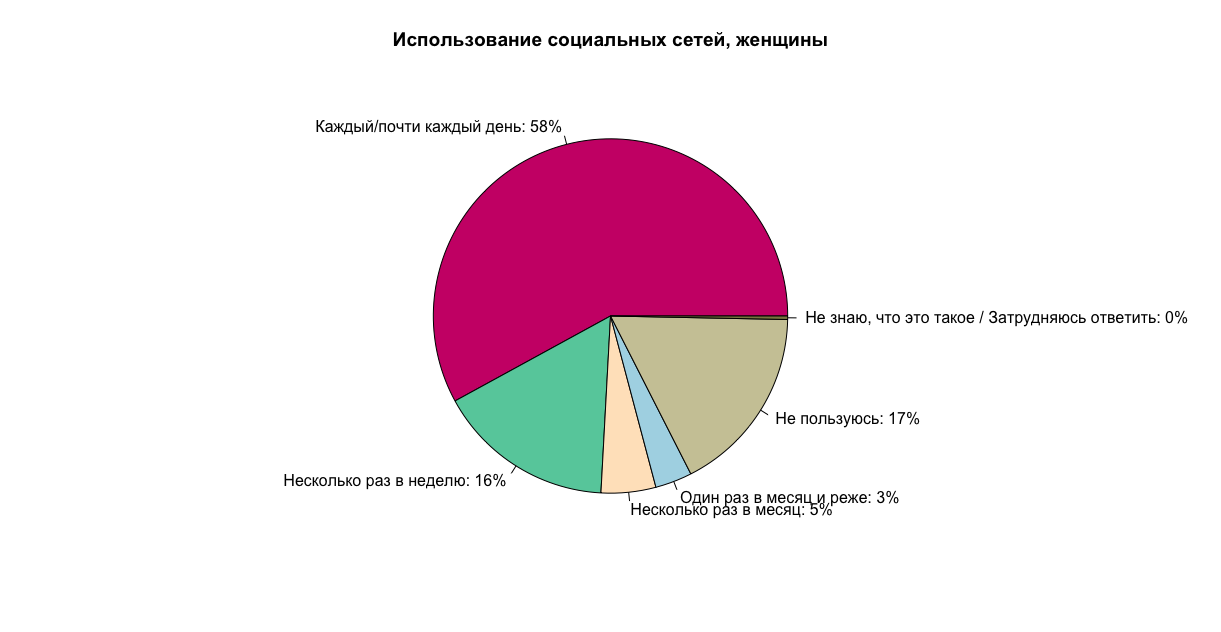 Использование социальных сетей, женщины
Каждый/почти каждый день: 58%
Не знаю, что это такое / Затрудняюсь ответить: 0%
Не пользуюсь: 17%
Несколько раз в неделю: 16%
Один раз в месяц и реже: 3%
Несколько раз в месяц: 5%